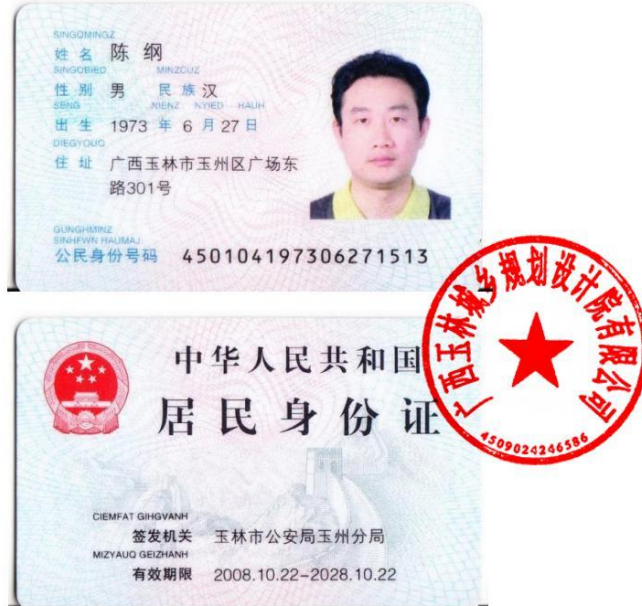 SINGQMINGZ
姓 名 陈 纲
SINGQBIED MINZCUZ
性 别 男 民 族 汉
SENG NIENZ NYIED HAUH
出 生 1973 年 6 月 27 日
DIEGYOUQ
住 址 广西玉林市玉州区广场东
路301号
GUNGHMINZ
SINHFWN HAUMAJ
公民身份号码 450104197306271513
广西玉林城乡规划设计院有限公司
4509024246586
中华人民共和国
居民身份证
CIEMFAT GIHGVANH
签发机关 玉林市公安局玉州分局
MIZYAUQ GEIZHANH
有效期限 2008.10.22-2028.10.22